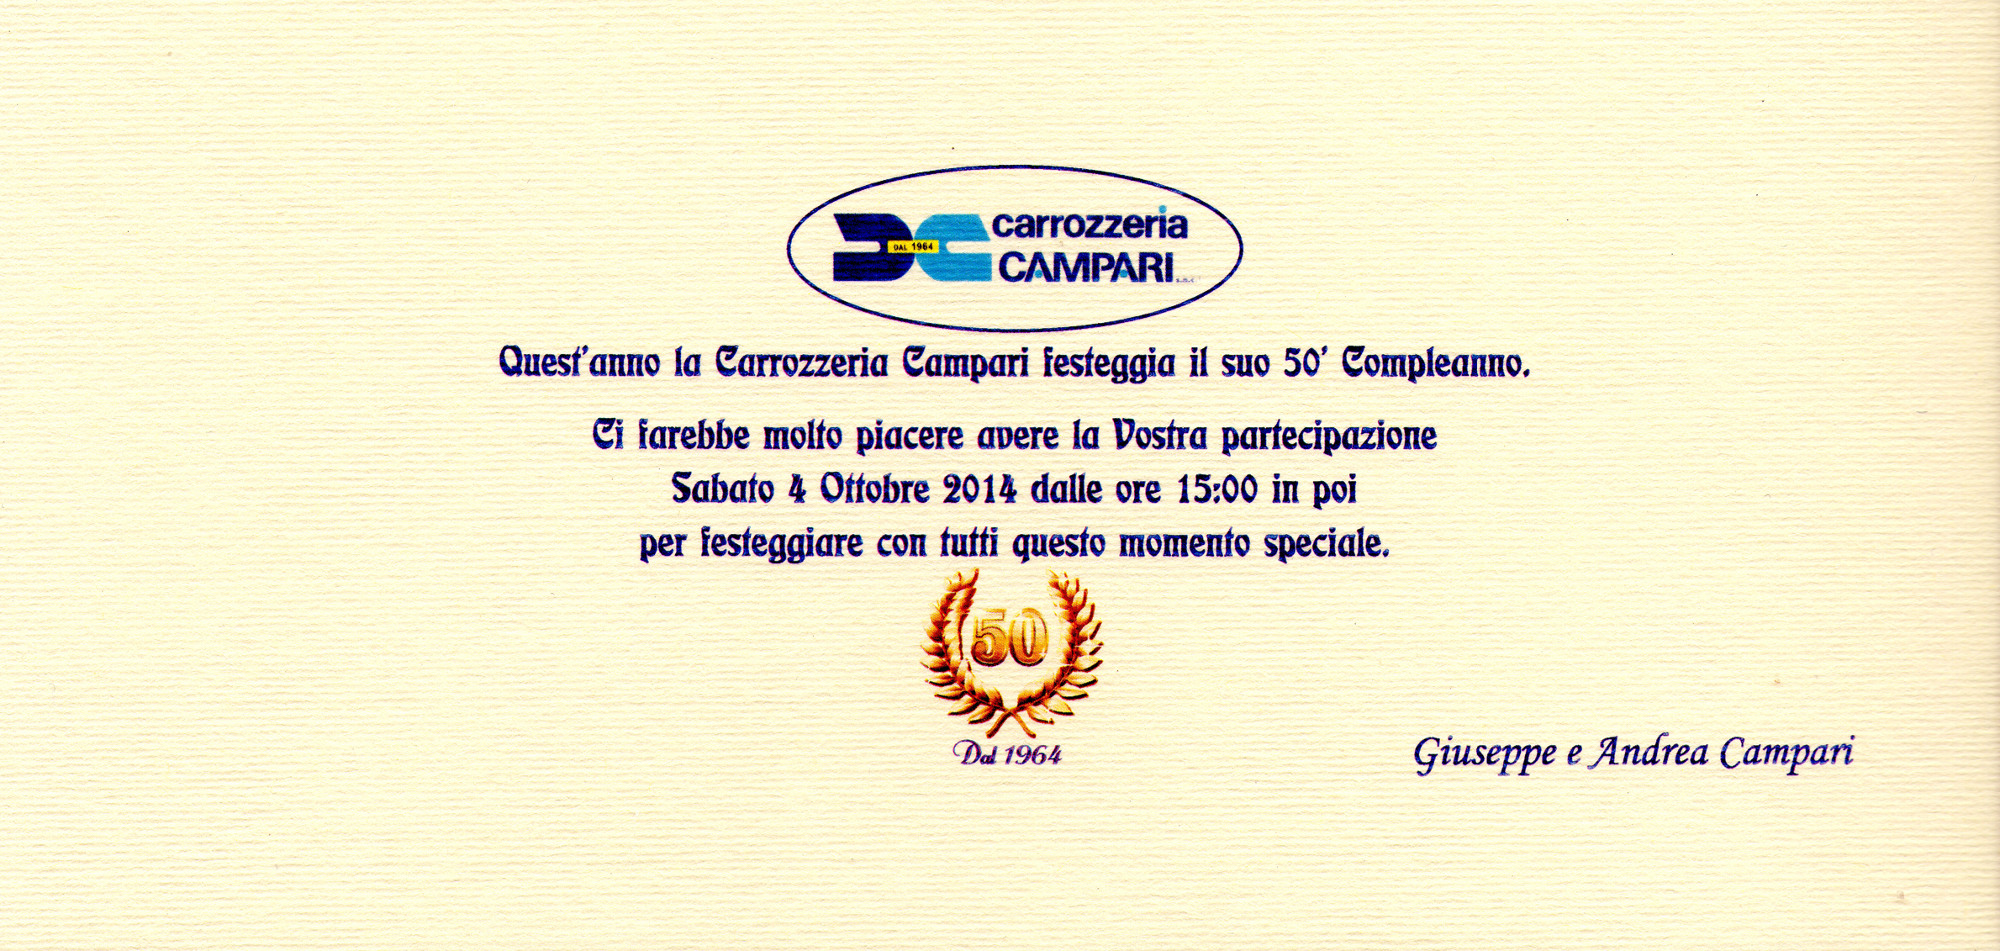 DAL 1964
carrozzeria
CAMPARI
Quest'anno la Carrozzeria Campari festeggia il suo 50' Compleanno.
Ci farebbe molto piacere avere la Vostra partecipazione
Sabato 4 Ottobre 2014 dalle ore 15:00 in poi
per festeggiare con tutti questo momento speciale.
50
Dal 1964
Giuseppe e Andrea Campari